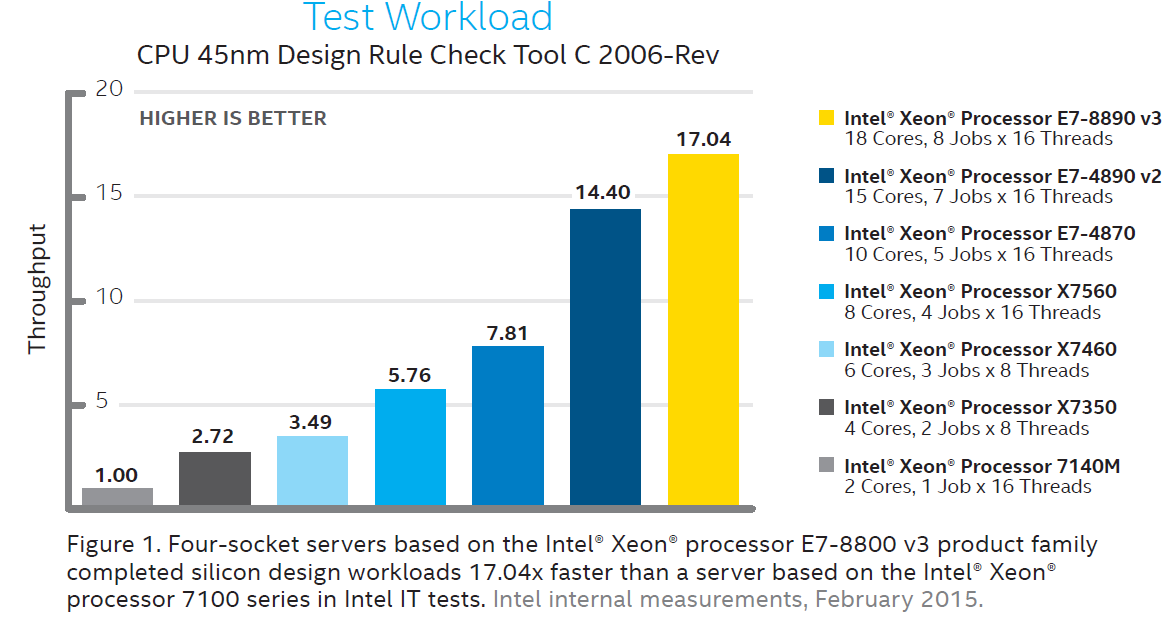 Test Workload
CPU 45nm Design Rule Check Tool C 2006-Rev
HIGHER IS BETTER
Throughput
20
15
10
5
1.00
2.72
3.49
5.76
7.81
14.40
17.04
Intel® Xeon® Processor E7-8890 v3
18 Cores, 8 Jobs x 16 Threads
Intel® Xeon® Processor E7-4890 v2
15 Cores, 7 Jobs x 16 Threads
Intel® Xeon® Processor E7-4870
10 Cores, 5 Jobs x 16 Threads
Intel® Xeon® Processor X7560
8 Cores, 4 Jobs x 16 Threads
Intel® Xeon® Processor X7460
6 Cores, 3 Jobs x 8 Threads
Intel® Xeon® Processor X7350
4 Cores, 2 Jobs x 8 Threads
Intel® Xeon® Processor 7140M
2 Cores, 1 Job x 16 Threads
Figure 1. Four-socket servers based on the Intel® Xeon® processor E7-8800 v3 product family
completed silicon design workloads 17.04x faster than a server based on the Intel® Xeon®
processor 7100 series in Intel IT tests. Intel internal measurements, February 2015.